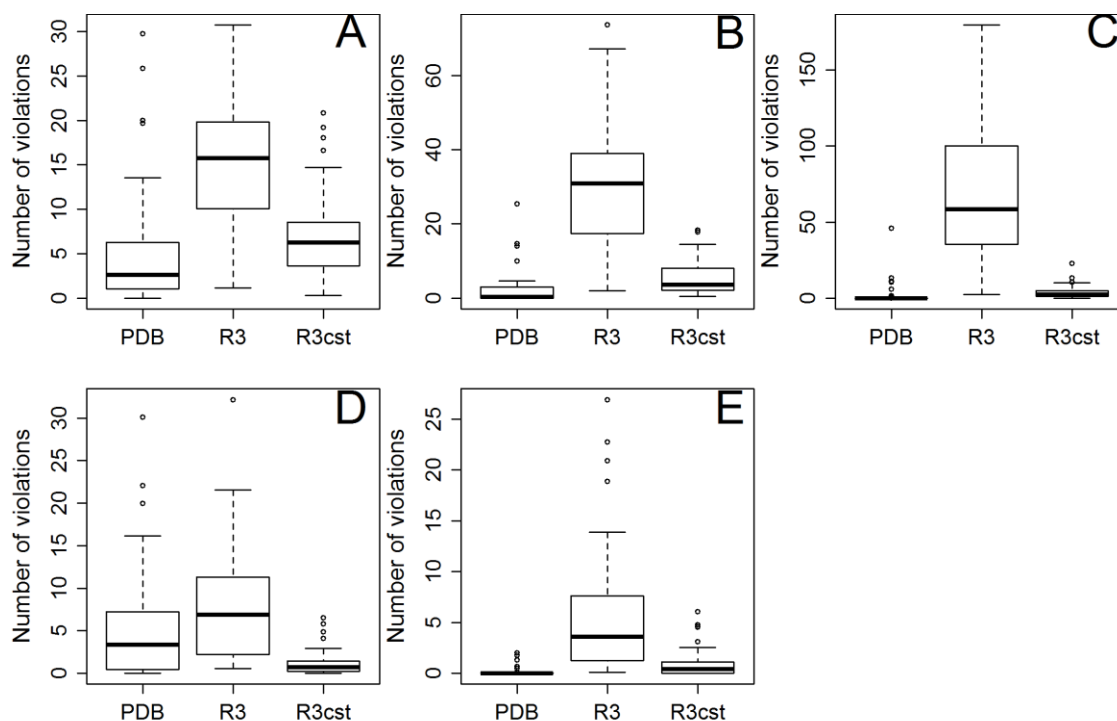 A
Number of violations
30
25
20
15
10
5
0
PDB R3 R3cst
B
Number of violations
60
40
20
0
PDB R3 R3cst
C
Number of violations
150
100
50
0
PDB R3 R3cst
D
Number of violations
30
25
20
15
10
5
0
PDB R3 R3cst
E
Number of violations
25
20
15
10
5
0
PDB R3 R3cst